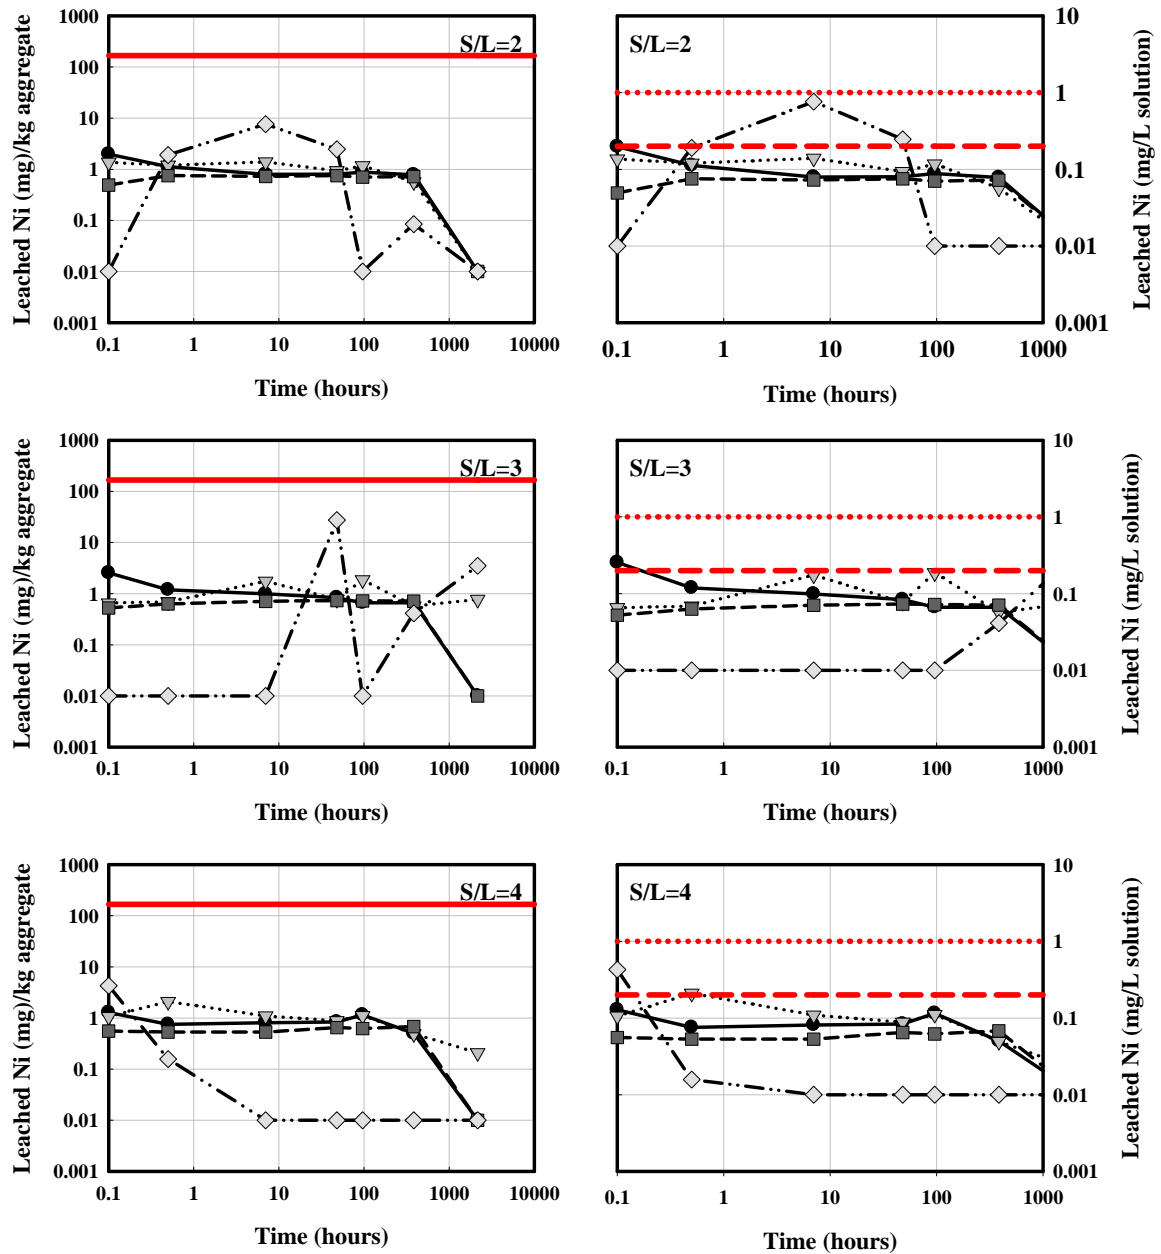 1000
100
10
1
0.1
0.01
0.001
Leached Ni (mg)/kg aggregate
S/L=2
0.1 1 10 100 1000 10000
Time (hours)
S/L=2
10
1
0.1
0.01
0.001
Leached Ni (mg/L solution)
0.1 1 10 100 1000
Time (hours)
1000
100
10
1
0.1
0.01
0.001
Leached Ni (mg)/kg aggregate
S/L=3
0.1 1 10 100 1000 10000
Time (hours)
S/L=3
10
1
0.1
0.01
0.001
Leached Ni (mg/L solution)
0.1 1 10 100 1000
Time (hours)
1000
100
10
1
0.1
0.01
0.001
Leached Ni (mg)/kg aggregate
S/L=4
0.1 1 10 100 1000 10000
Time (hours)
S/L=4
10
1
0.1
0.01
0.001
Leached Ni (mg/L solution)
0.1 1 10 100 1000
Time (hours)